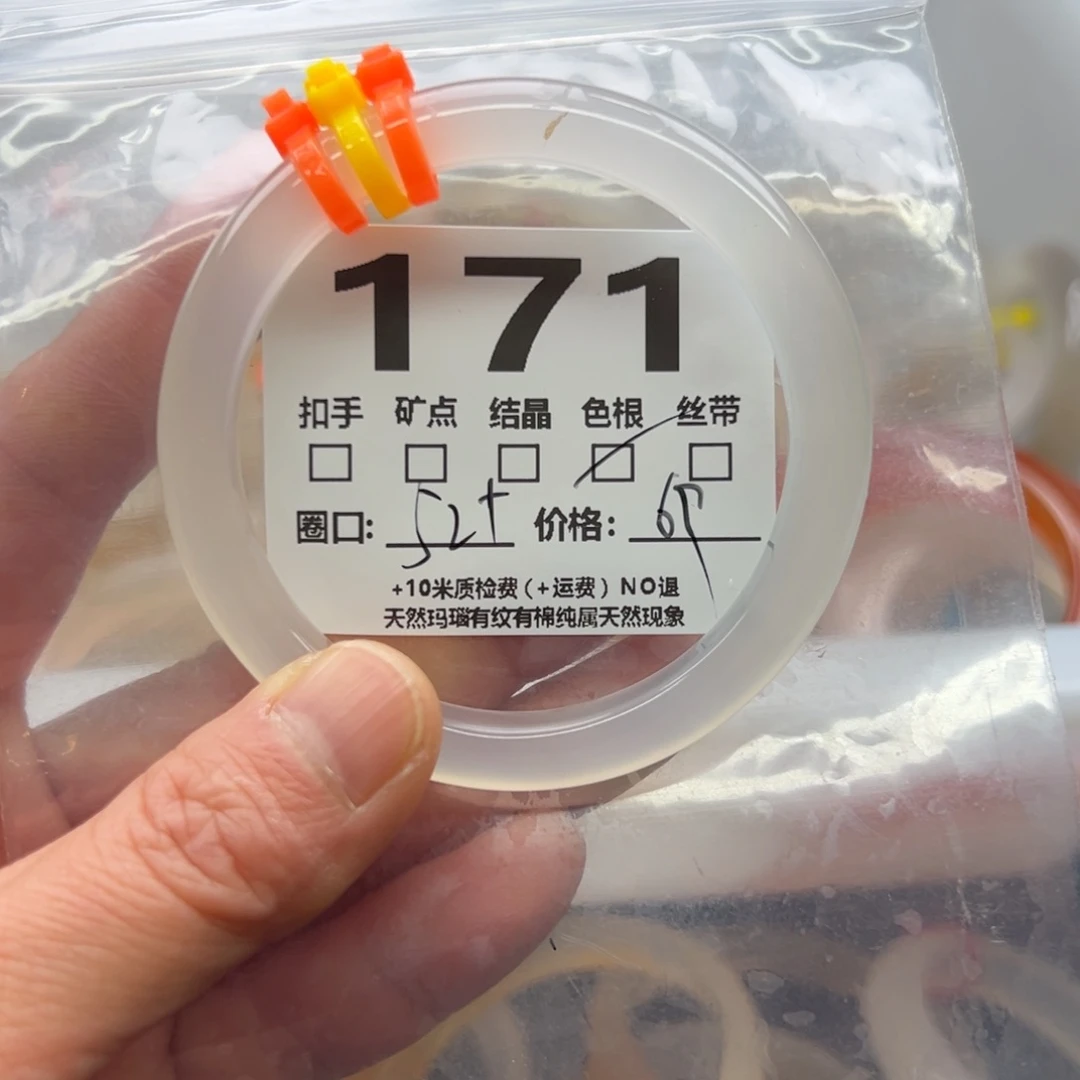 171
扣手 矿点 结晶 色根 丝带
圈口: 52+ 价格: 69
+10米质检费(+运费) NO退
天然玛瑙有纹有棉纯属天然现象